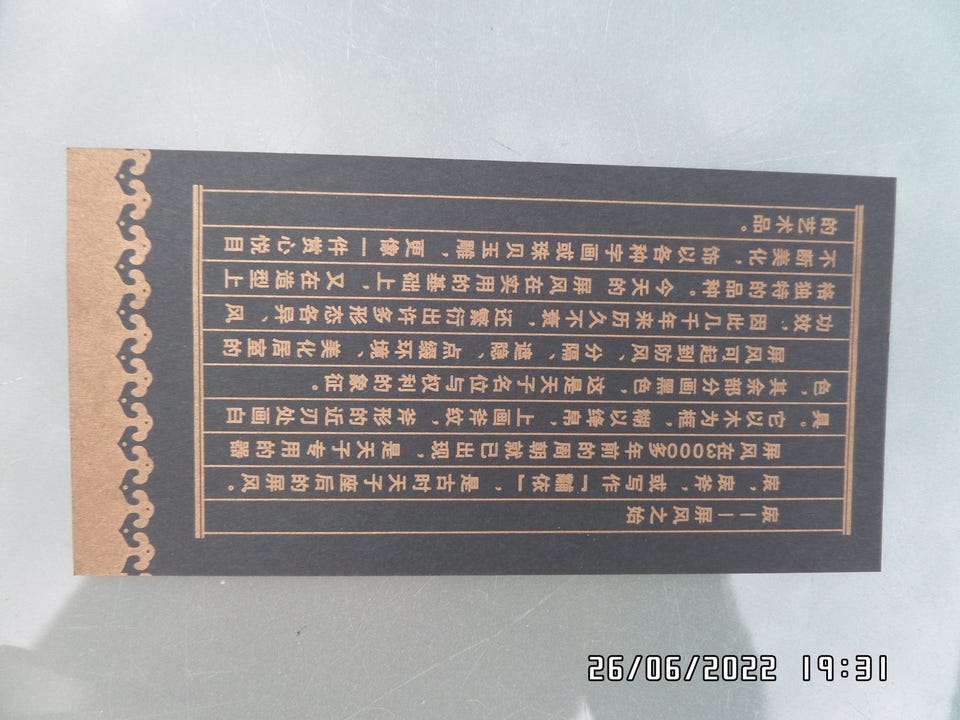 扆——屏风之始
扆，扆斧，或写作「黼依」，是古时天子座后的屏风。
屏风在3000多年前的周朝就已出现，是天子专用的器
具。它以木为框，糊以绛帛，上画斧纹，斧形的近刃处画白
色，其余部分画黑色，这是天子名位与权利的象征。
屏风可起到防风、分隔、遮隐、点缀环境、美化居室的
功效，因此几千年来历久不衰，还繁衍出许多形态各异、风
格独特的品种。今天的屏风在实用的基础上，又在造型上
不断美化，饰以各种字画或珠贝玉雕，更像一件赏心悦目
的艺术品。
26/06/2022 19:31